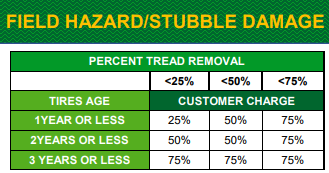 FIELD HAZARD/STUBBLE DAMAGE
PERCENT TREAD REMOVAL
<25% <50% <75%
TIRES AGE CUSTOMER CHARGE
1YEAR OR LESS 25% 50% 75%
2YEARS OR LESS 50% 50% 75%
3 YEARS OR LESS 75% 75% 75%